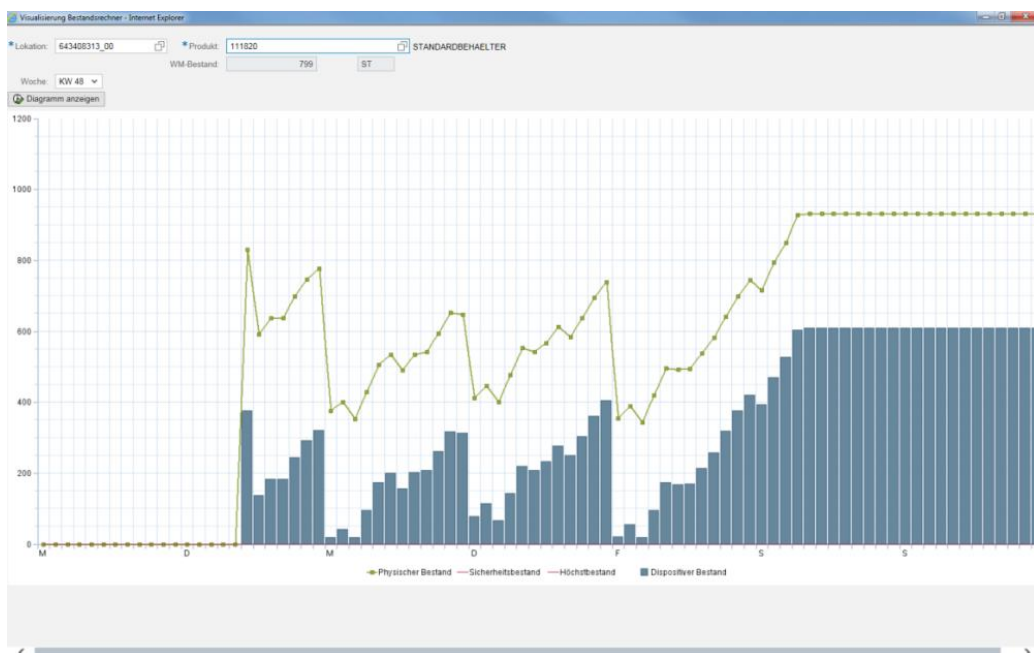 Visualisierung Bestandsrechner - Internet Explorer
*Lokation: 643408313_00 *Produkt: 111820 STANDARDBEHAELTER
WM-Bestand: 799 ST
Woche: KW 48
Diagramm anzeigen
1200
1000
800
600
400
200
0
M D M D F S S
Physischer Bestand Sicherheitsbestand Höchstbestand Dispositiver Bestand